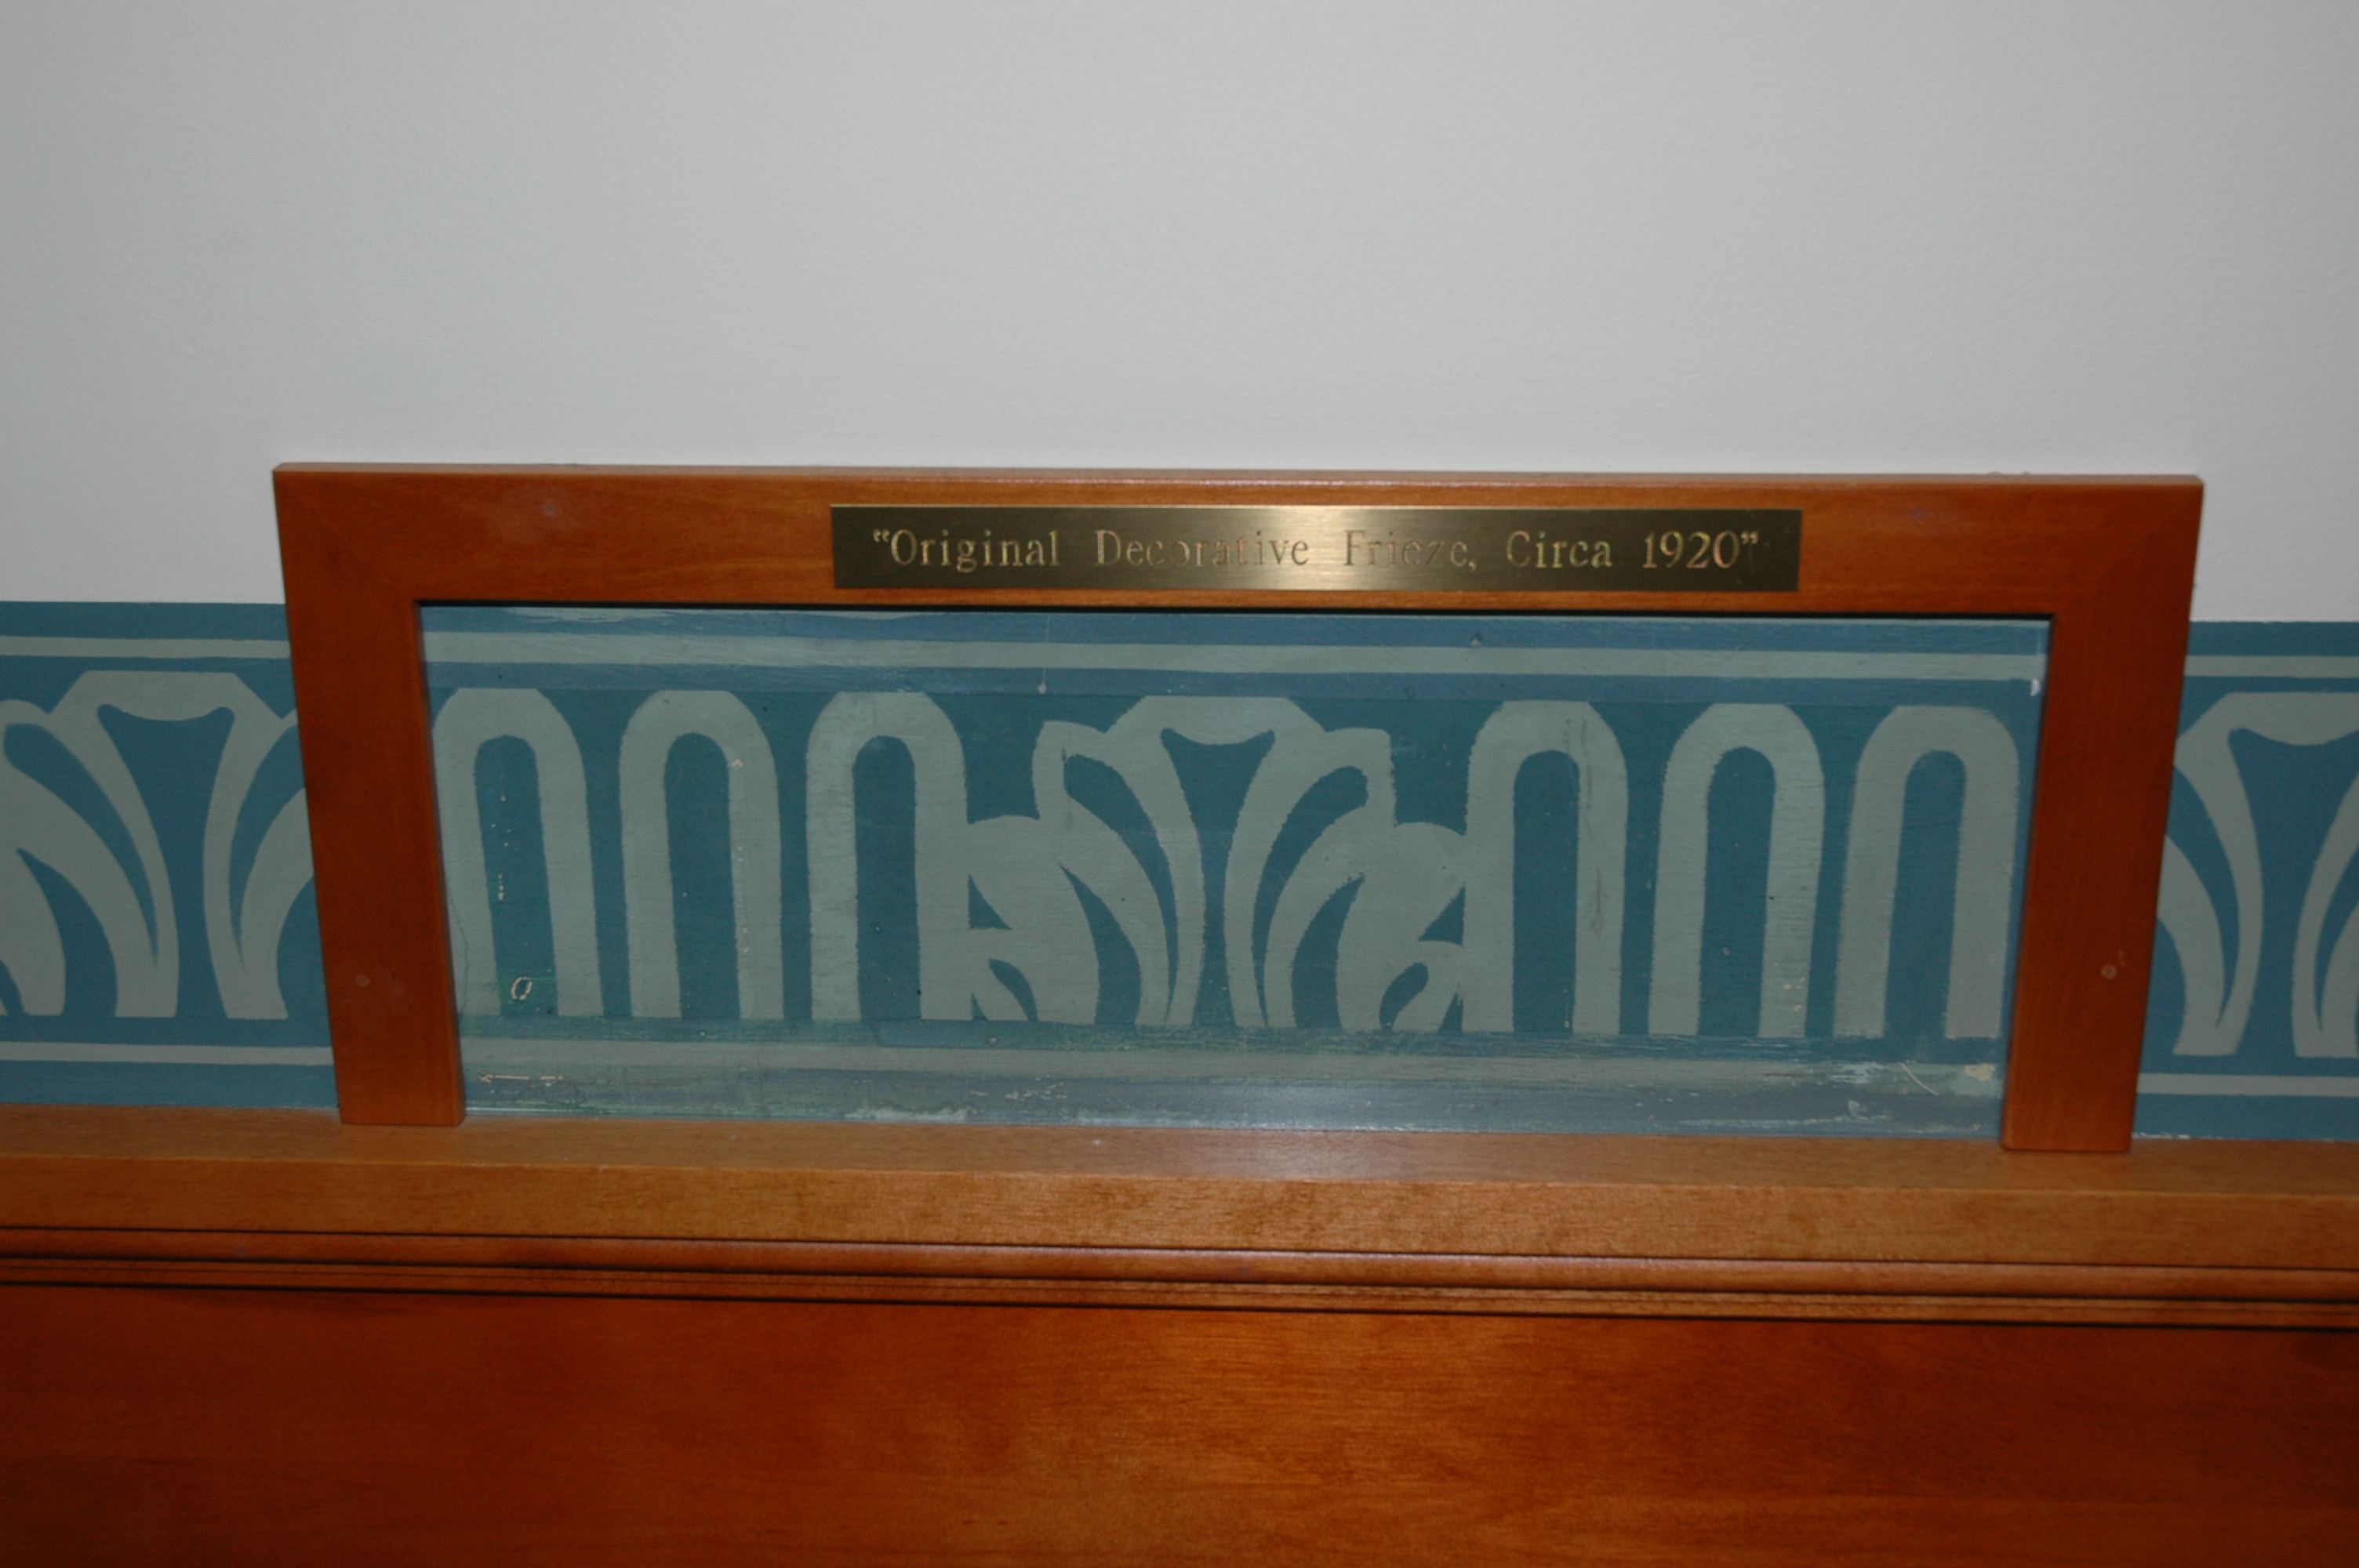 “Original Decorative Frieze, Circa 1920”